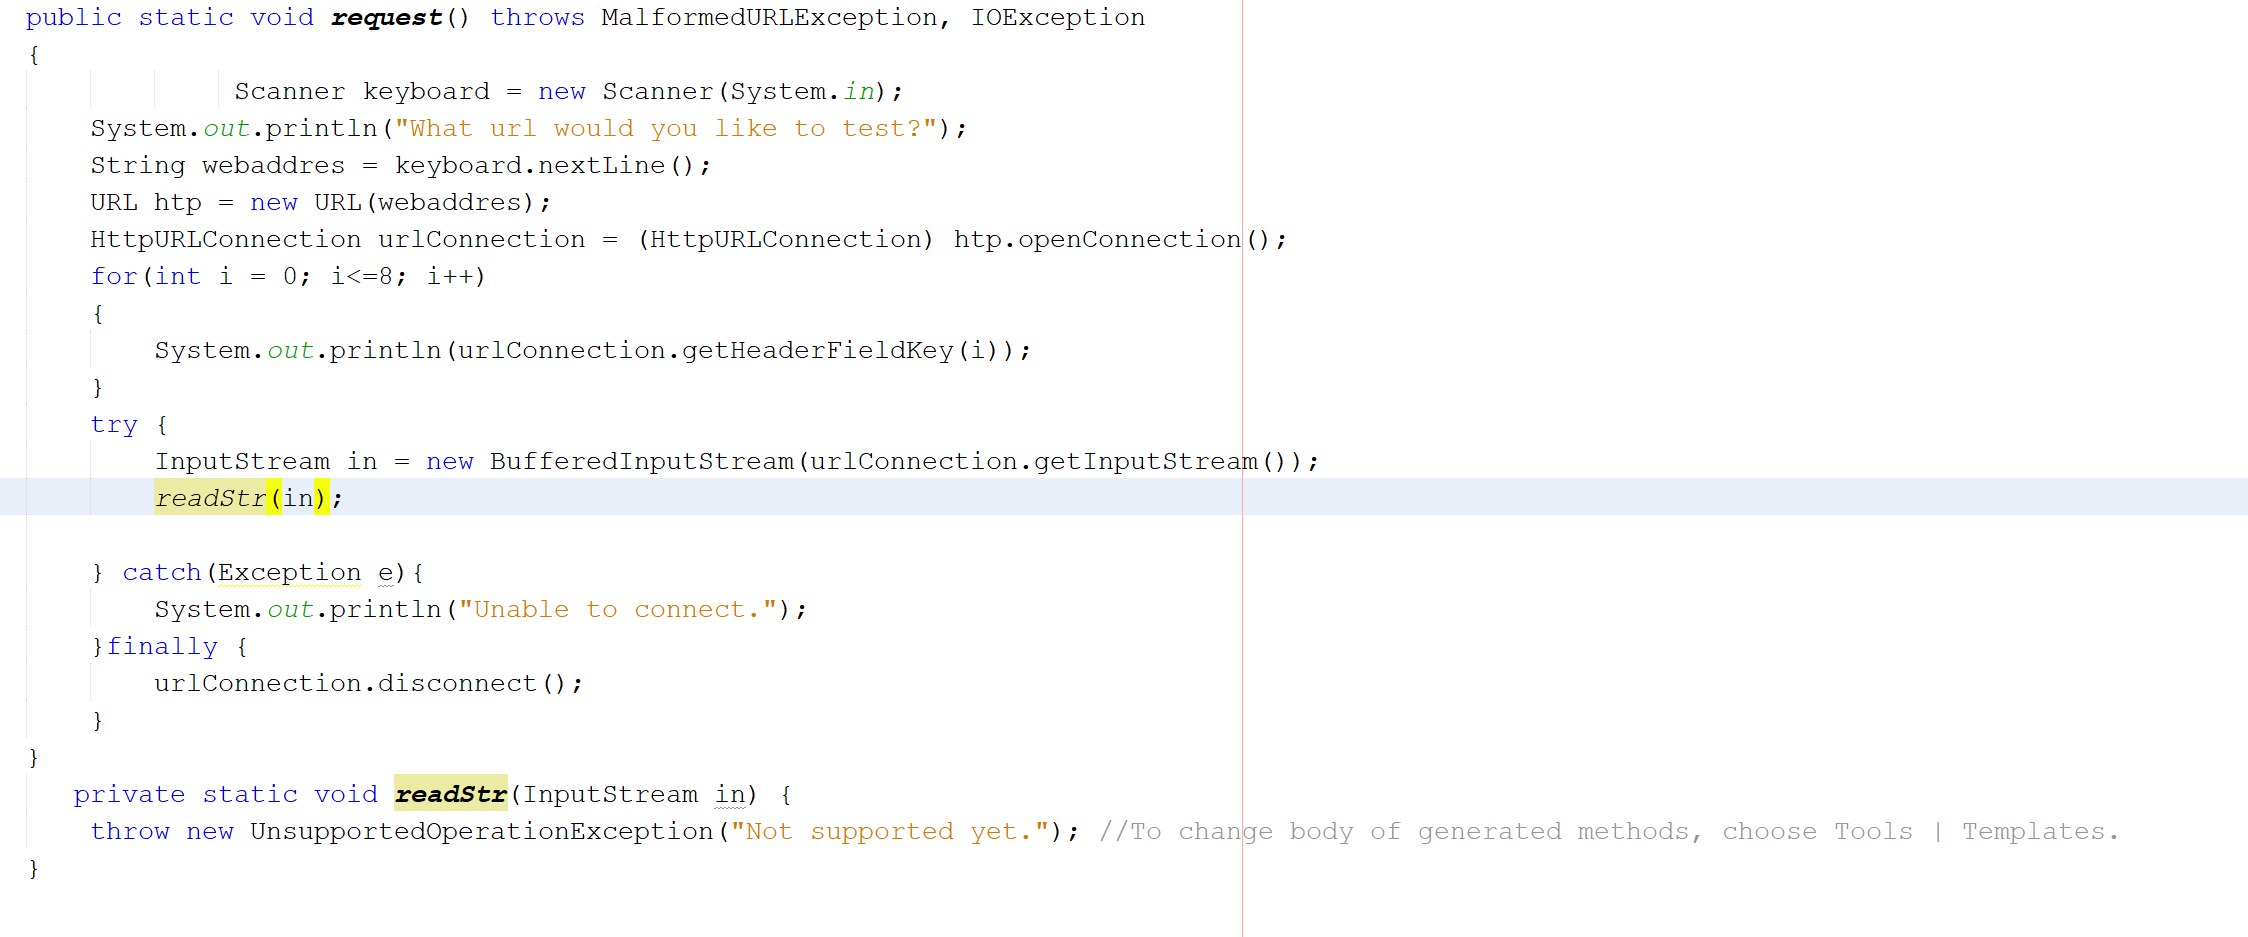 public static void request() throws MalformedURLException, IOException
{
Scanner keyboard = new Scanner(System.in);
System.out.println("What url would you like to test?");
String webaddres = keyboard.nextLine();
URL htp = new URL(webaddres);
HttpURLConnection urlConnection = (HttpURLConnection) htp.openConnection();
for(int i = 0; i<=8; i++)
{
System.out.println(urlConnection.getHeaderFieldKey(i));
}
try {
InputStream in = new BufferedInputStream(urlConnection.getInputStream());
readStr(in);
} catch(Exception e){
System.out.println("Unable to connect.");
}finally {
urlConnection.disconnect();
}
}
private static void readStr(InputStream in) {
throw new UnsupportedOperationException("Not supported yet."); //To change body of generated methods, choose Tools | Templates.
}